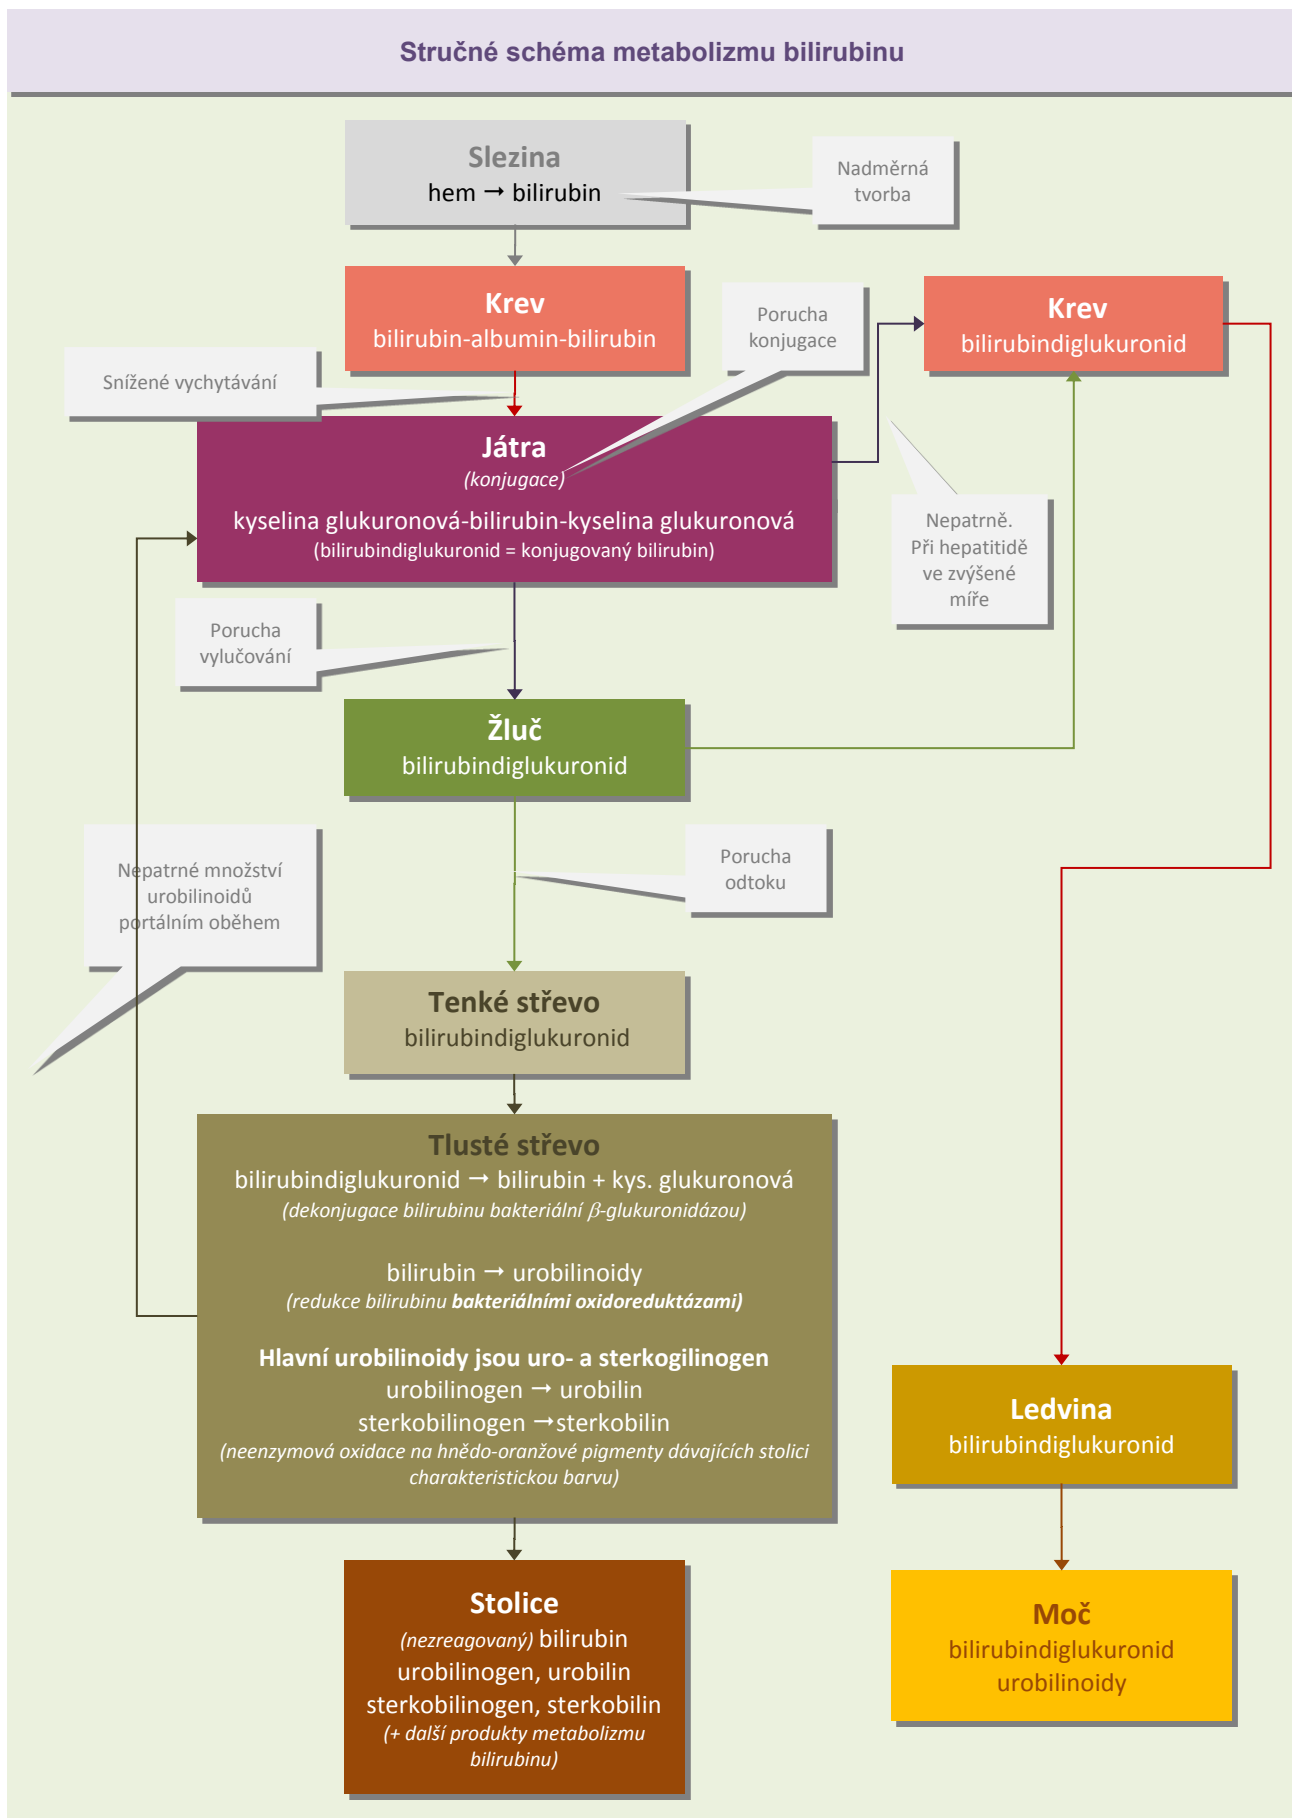 Stručné schéma metabolizmu bilirubinu
Slezina
hem → bilirubin
Nadměrná
tvorba
Krev
bilirubin-albumin-bilirubin
Porucha
konjugace
Krev
bilirubindiglukuronid
Snížené vychytávání
Játra
(konjugace)
kyselina glukuronová-bilirubin-kyselina glukuronová
(bilirubindiglukuronid = konjugovaný bilirubin)
Nepatrně.
Při hepatitidě
ve zvýšené
míře
Porucha
vylučování
Žluč
bilirubindiglukuronid
Porucha
odtoku
Nepatrné množství
urobilinoidů
portálním oběhem
Tenké střevo
bilirubindiglukuronid
Tlusté střevo
bilirubindiglukuronid → bilirubin + kys. glukuronová
(dekonjugace bilirubinu bakteriální β-glukuronidázou)
bilirubin → urobilinoidy
(redukce bilirubinu bakteriálními oxidoreduktázami)
Hlavní urobilinoidy jsou uro- a sterkogilinogen
urobilinogen → urobilin
sterkobilinogen →sterkobilin
(neenzymová oxidace na hnědo-oranžové pigmenty dávajících stolici
charakteristickou barvu)
Ledvina
bilirubindiglukuronid
Stolice
(nezreagovaný) bilirubin
urobilinogen, urobilin
sterkobilinogen, sterkobilin
(+ další produkty metabolizmu
bilirubinu)
Moč
bilirubindiglukuronid
urobilinoidy